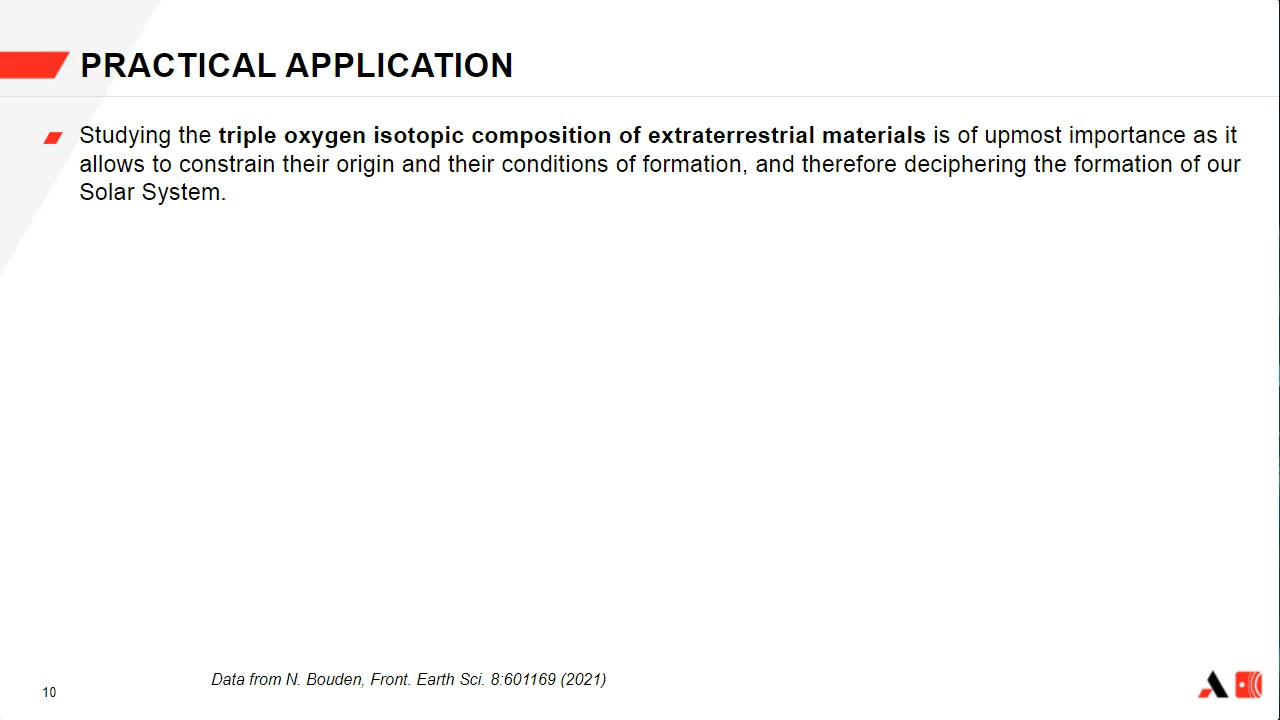 PRACTICAL APPLICATION
Studying the triple oxygen isotopic composition of extraterrestrial materials is of upmost importance as it
allows to constrain their origin and their conditions of formation, and therefore deciphering the formation of our
Solar System.
Data from N. Bouden, Front. Earth Sci. 8:601169 (2021)
10